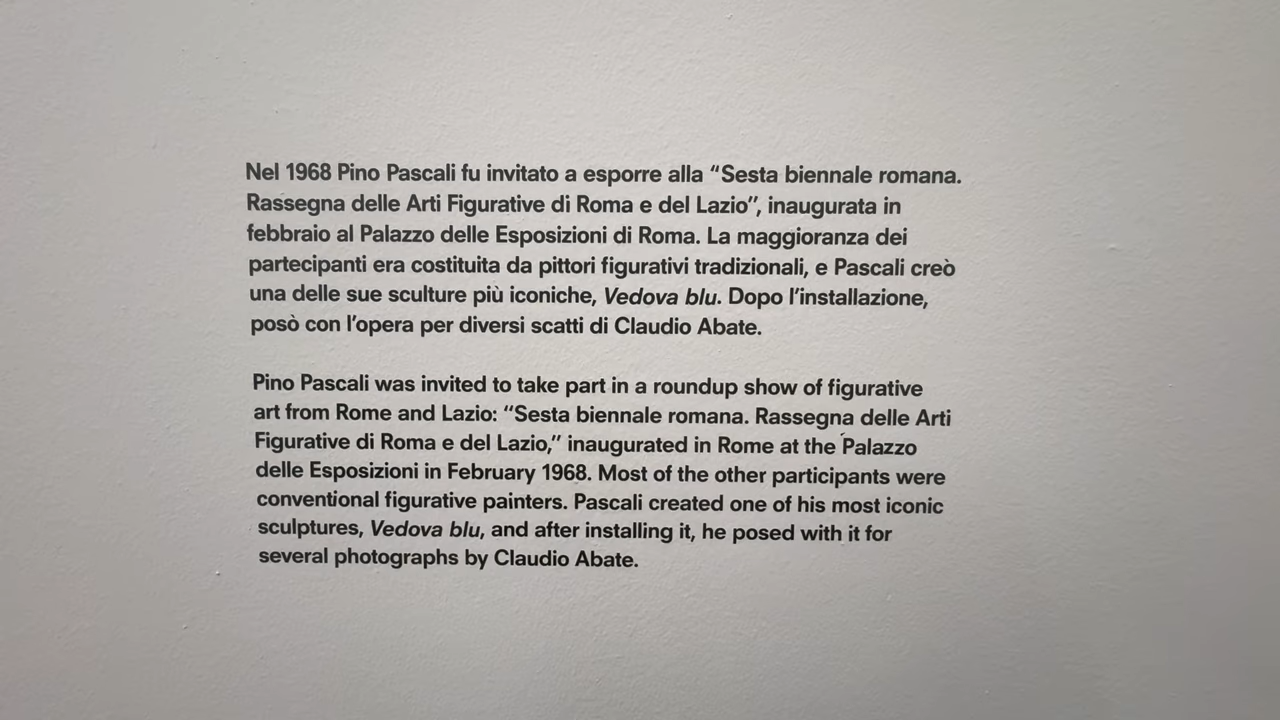 Nel 1968 Pino Pascali fu invitato a esporre alla “Sesta biennale romana.
Rassegna delle Arti Figurative di Roma e del Lazio”, inaugurata in
febbraio al Palazzo delle Esposizioni di Roma. La maggioranza dei
partecipanti era costituita da pittori figurativi tradizionali, e Pascali creò
una delle sue sculture più iconiche, Vedova blu. Dopo l’installazione,
posò con l’opera per diversi scatti di Claudio Abate.
Pino Pascali was invited to take part in a roundup show of figurative
art from Rome and Lazio: “Sesta biennale romana. Rassegna delle Arti
Figurative di Roma e del Lazio,” inaugurated in Rome at the Palazzo
delle Esposizioni in February 1968. Most of the other participants were
conventional figurative painters. Pascali created one of his most iconic
sculptures, Vedova blu, and after installing it, he posed with it for
several photographs by Claudio Abate.